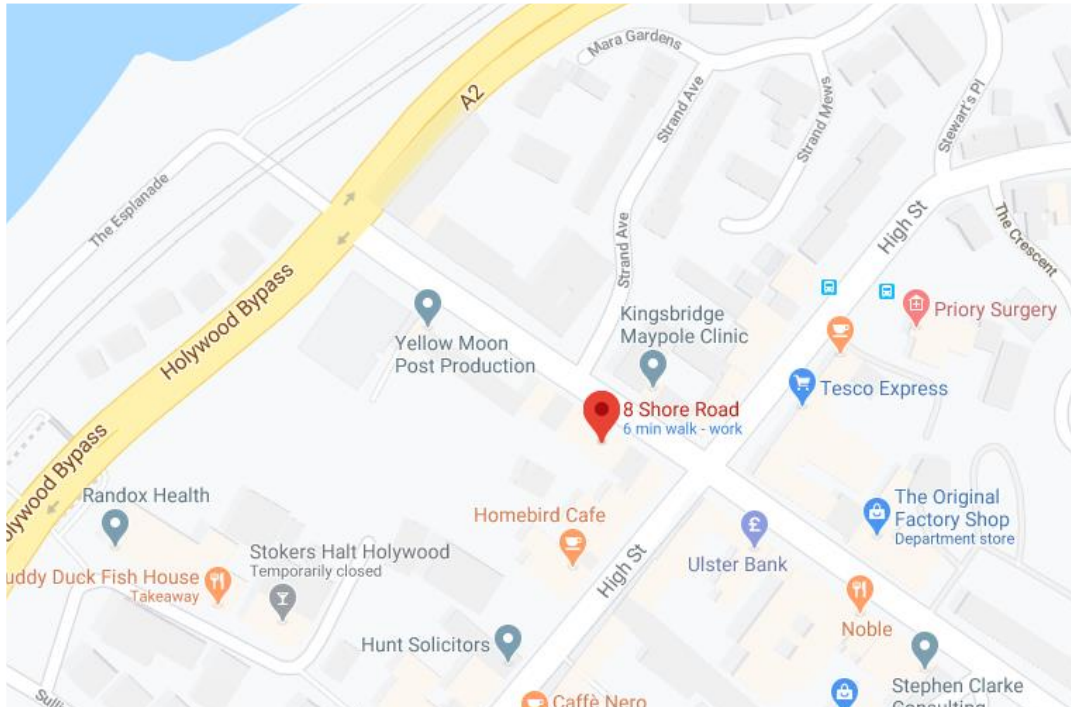 Mara Gardens
A2
Strand Ave
Strand Mews
Stewart's Pl
The Esplanade
High St
The Crescent
Strand Ave
Holywood Bypass
Kingsbridge
Maypole Clinic
Priory Surgery
Yellow Moon
Post Production
Tesco Express
8 Shore Road
6 min walk - work
olywood Bypass
Randox Health
The Original
Factory Shop
Department store
Homebird Cafe
Stokers Halt Holywood
Temporarily closed
£
Ulster Bank
High St
uddy Duck Fish House
Takeaway
Noble
Hunt Solicitors
Stephen Clarke
Consulting
Caffè Nero